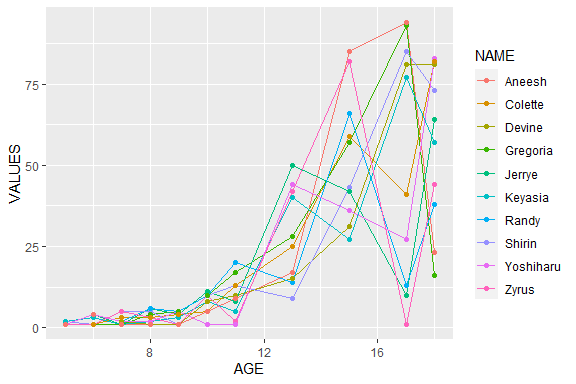 NAME
Aneesh
Colette
Devine
Gregoria
Jerrye
Keyasia
Randy
Shirin
Yoshiharu
Zyrus
VALUES
75
50
25
0
8
12
16
AGE